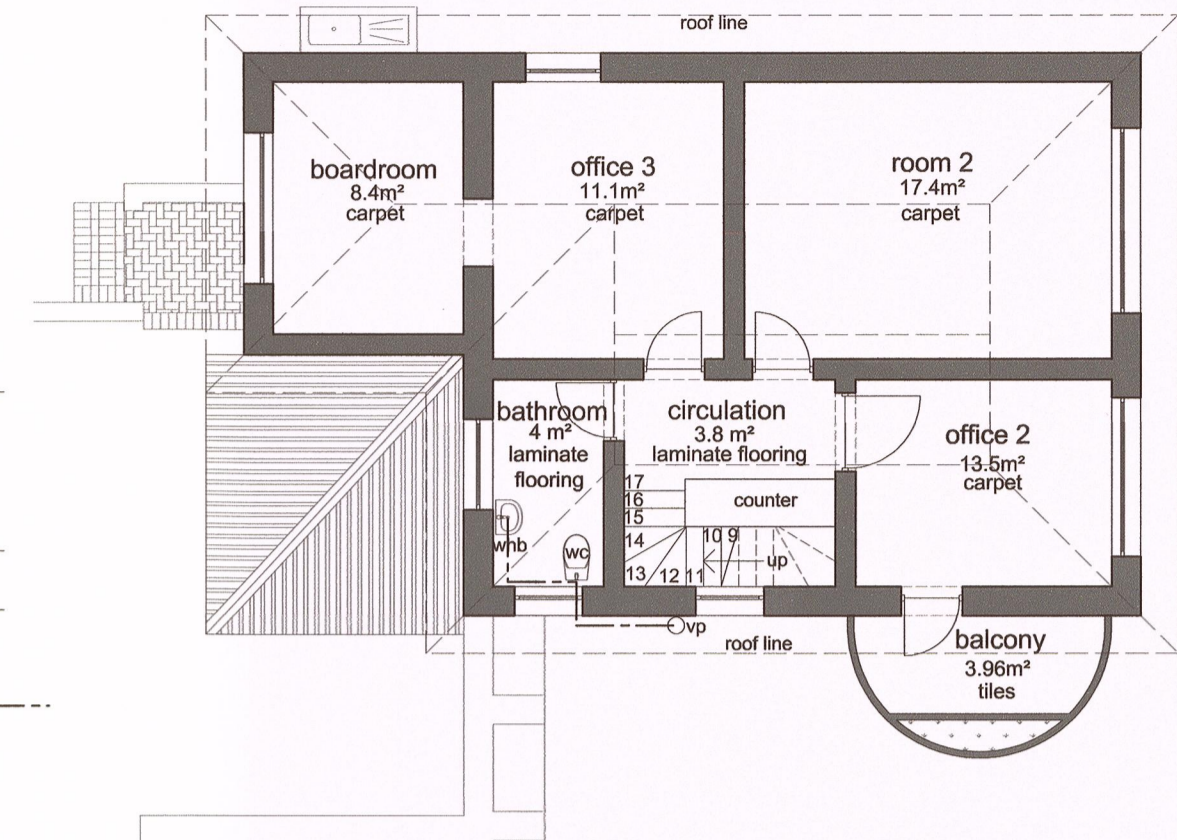 roof line
boardroom
8.4m²
carpet
office 3
11.1m²
carpet
room 2
17.4m²
carpet
bathroom
4 m²
laminate
flooring
circulation
3.8 m²
laminate flooring
office 2
13.5m²
carpet
17
16
15
14
13
12
11
10
9
counter
up
whb
wc
vp
roof line
balcony
3.96m²
tiles